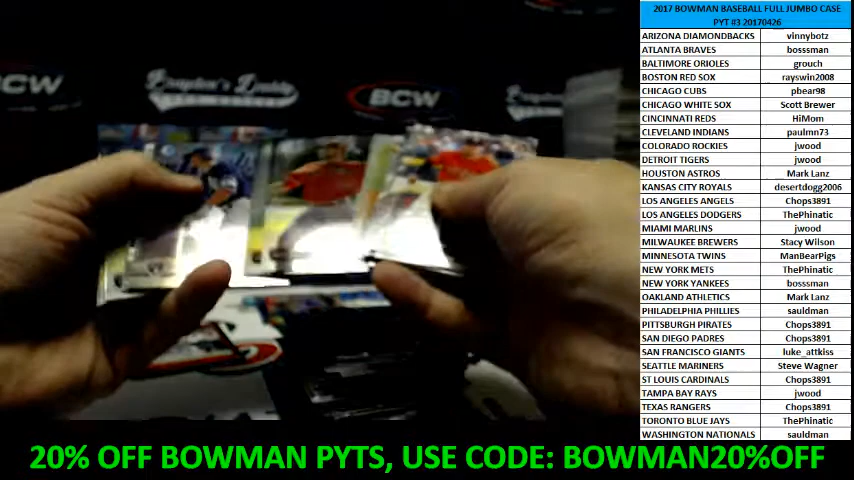 2017 BOWMAN BASEBALL FULL JUMBO CASE
PYT #3 20170426
ARIZONA DIAMONDBACKS vinnybotz
ATLANTA BRAVES bosssman
BALTIMORE ORIOLES grouch
BOSTON RED SOX rayswin2008
CHICAGO CUBS pbear98
CHICAGO WHITE SOX Scott Brewer
CINCINNATI REDS HiMom
CLEVELAND INDIANS paulmn73
COLORADO ROCKIES jwood
DETROIT TIGERS jwood
HOUSTON ASTROS Mark Lanz
KANSAS CITY ROYALS desertdogg2006
LOS ANGELES ANGELS Chops3891
LOS ANGELES DODGERS ThePhinatic
MIAMI MARLINS jwood
MILWAUKEE BREWERS Stacy Wilson
MINNESOTA TWINS ManBearPigs
NEW YORK METS ThePhinatic
NEW YORK YANKEES bosssman
OAKLAND ATHLETICS Mark Lanz
PHILADELPHIA PHILLIES sauldman
PITTSBURGH PIRATES Chops3891
SAN DIEGO PADRES Chops3891
SAN FRANCISCO GIANTS luke_attkiss
SEATTLE MARINERS Steve Wagner
ST LOUIS CARDINALS Chops3891
TAMPA BAY RAYS jwood
TEXAS RANGERS Chops3891
TORONTO BLUE JAYS ThePhinatic
WASHINGTON NATIONALS sauldman
BCW
20% OFF BOWMAN PYTS, USE CODE: BOWMAN20%OFF